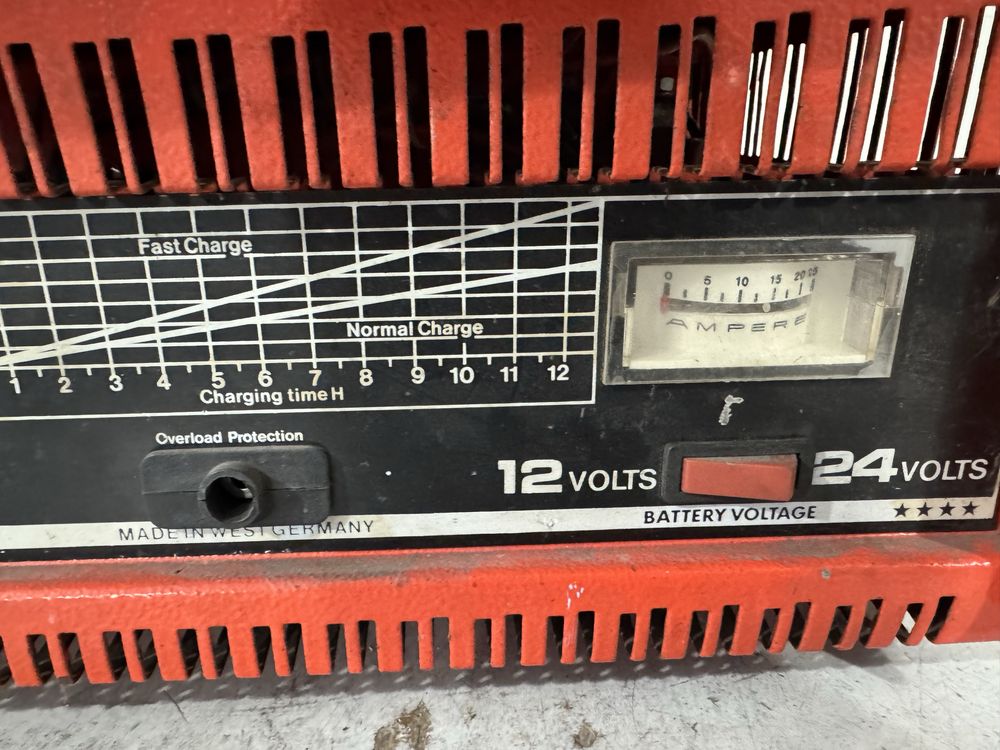 Fast Charge
Normal Charge
1 2 3 4 5 6 7 8 9 10 11 12
Charging time H
0 5 10 15 20 25
AMPERE
Overload Protection
12 VOLTS
24 VOLTS
BATTERY VOLTAGE
★★★★
MADE IN WEST GERMANY